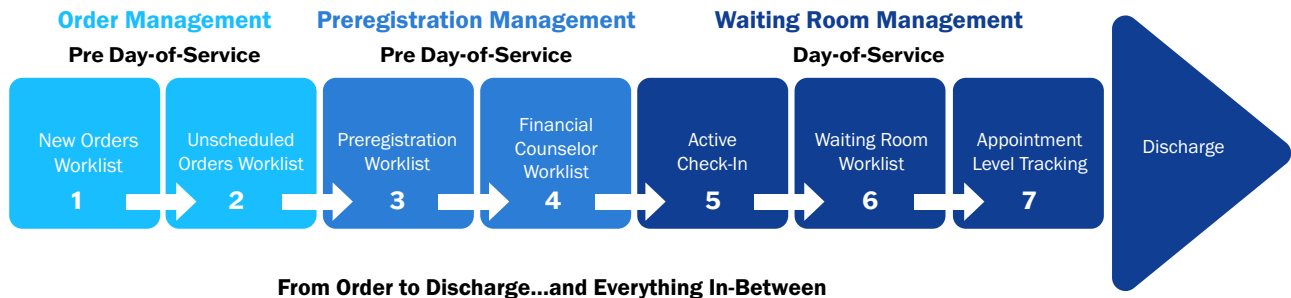 Order Management
Pre Day-of-Service
Preregistration Management
Pre Day-of-Service
Waiting Room Management
Day-of-Service
New Orders
Worklist
1
Unscheduled
Orders Worklist
2
Preregistration
Worklist
3
Financial
Counselor
Worklist
4
Active
Check-In
5
Waiting Room
Worklist
6
Appointment
Level Tracking
7
Discharge
From Order to Discharge...and Everything In-Between